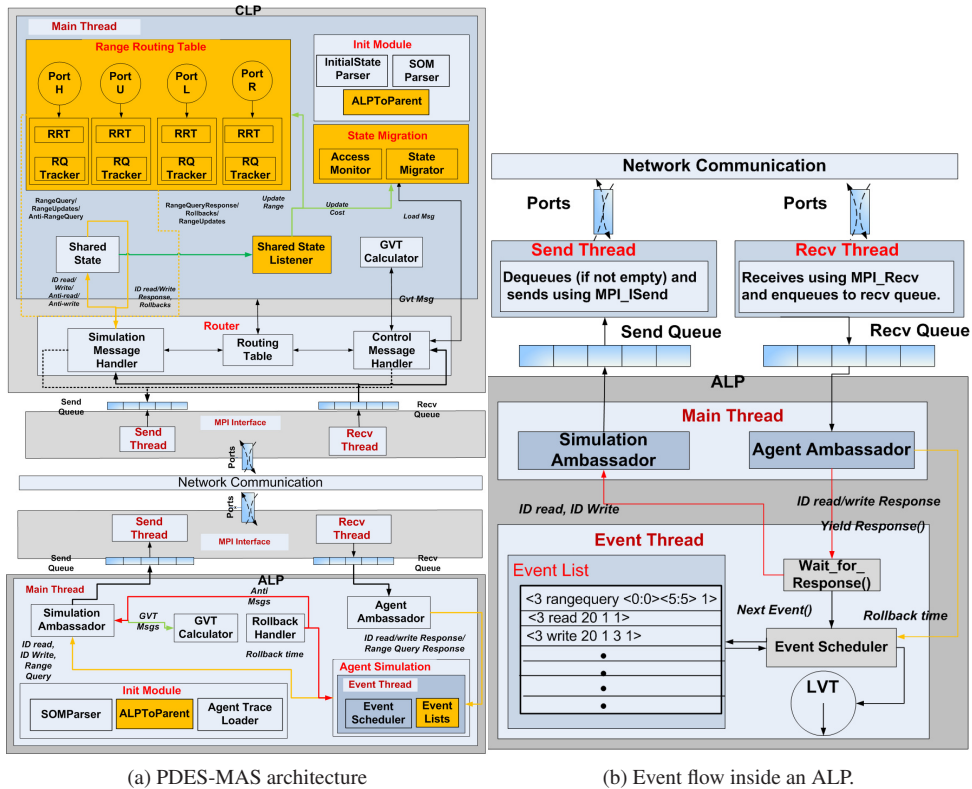 CLP
Main Thread
Range Routing Table
Port
H
Port
U
Port
L
Port
R
RRT
RRT
RRT
RRT
RQ
Tracker
RQ
Tracker
RQ
Tracker
RQ
Tracker
Init Module
InitialState
Parser
SOM
Parser
ALPToParent
State Migration
Access
Monitor
State
Migrator
RangeQuery/
RangeUpdates/
Anti-RangeQuery
RangeQueryResponse/
Rollbacks/
RangeUpdates
Update
Range
Update
Cost
Load Msg
Shared
State
Shared State
Listener
GVT
Calculator
ID read/
Write/
Anti-read/
Anti-write
ID read/Write
Response,
Rollbacks
Gvt Msg
Router
Simulation
Message
Handler
Routing
Table
Control
Message
Handler
Send
Queue
Recv
Queue
MPI Interface
Send
Thread
Recv
Thread
Ports
Network Communication
Ports
Send
Thread
Recv
Thread
MPI Interface
Send
Queue
Recv
Queue
ALP
Main Thread
Anti
Msgs
Simulation
Ambassador
GVT
Msgs
GVT
Calculator
Rollback
Handler
Agent
Ambassador
Rollback time
ID read,
ID Write,
Range
Query
ID read/write Response/
Range Query Response
Agent Simulation
Event Thread
Event
Scheduler
Event
Lists
Init Module
SOMParser
ALPToParent
Agent Trace
Loader
(a) PDES-MAS architecture
Network Communication
Ports
Ports
Send Thread
Dequeues (if not empty) and
sends using MPI_ISend
Recv Thread
Receives using MPI_Recv
and enqueues to recv queue.
Send Queue
Recv Queue
ALP
Main Thread
Simulation
Ambassador
Agent Ambassador
ID read, ID Write
ID read/write Response
Yield Response()
Event Thread
Event List
<3 rangequery <0:0><5:5> 1>
<3 read 20 1 1>
<3 write 20 1 3 1>
Wait_for_
Response()
Next Event()
Rollback time
Event Scheduler
LVT
(b) Event flow inside an ALP.